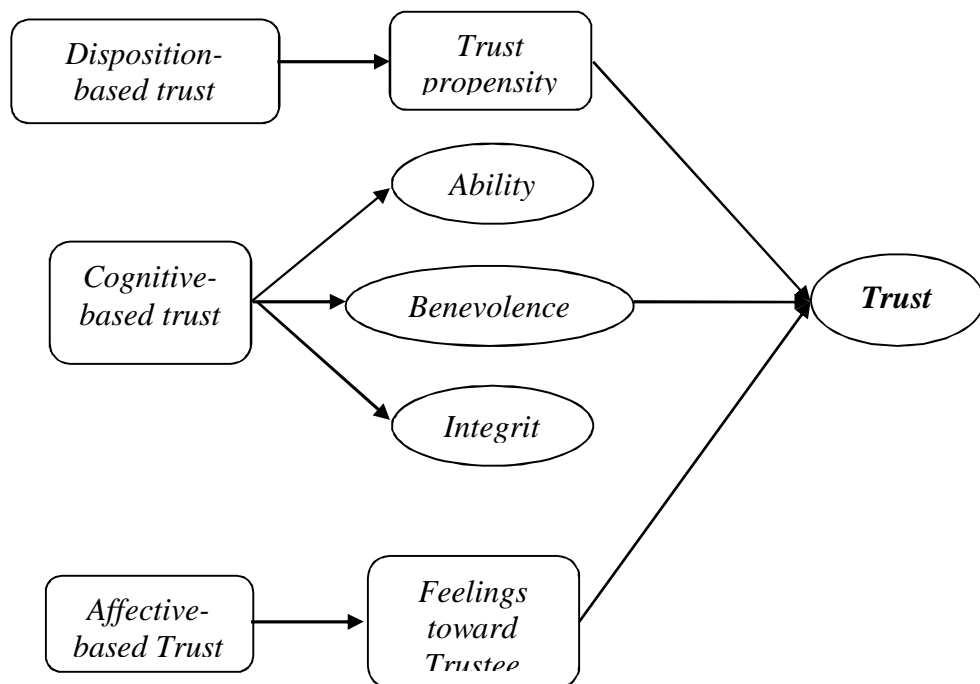 Disposition-
based trust
Trust
propensity
Ability
Cognitive-
based trust
Benevolence
Trust
Integrit
Affective-
based Trust
Feelings
toward
Trustee